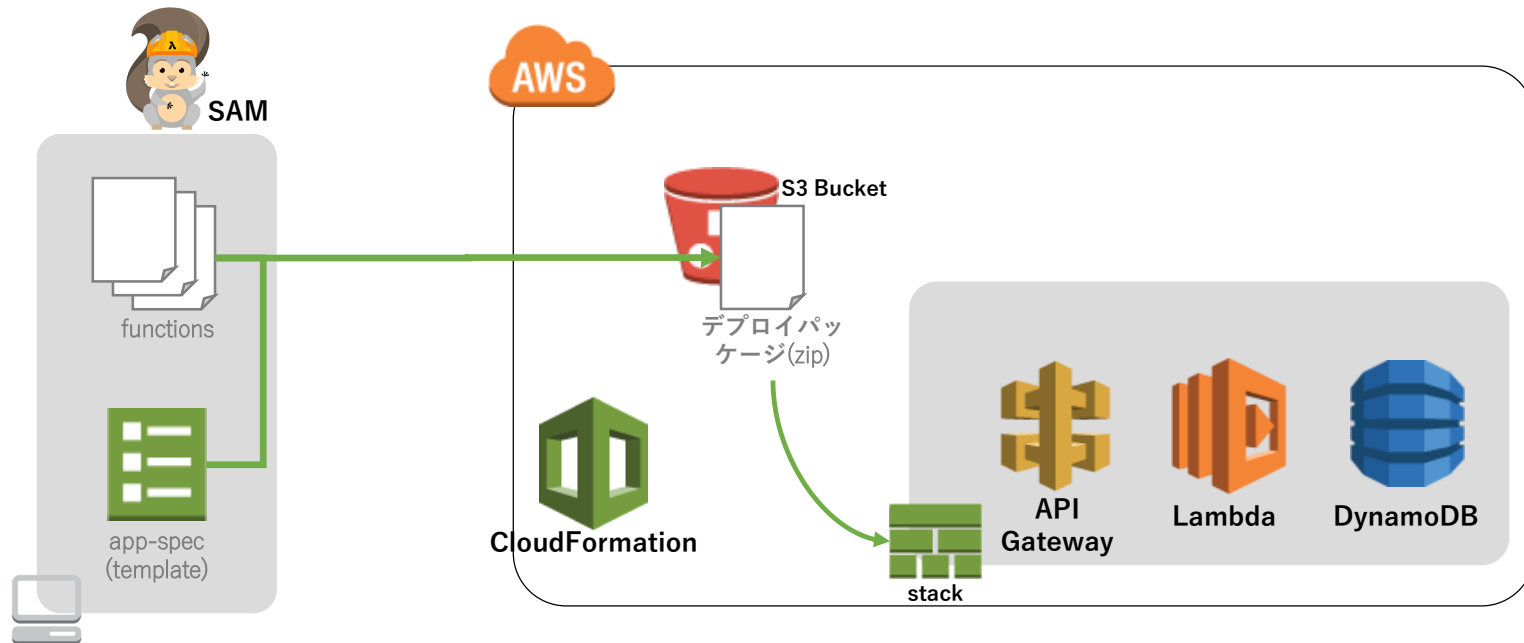 SAM
functions
app-spec
(template)
AWS
S3 Bucket
デプロイパッ
ケージ(zip)
CloudFormation
stack
API
Gateway
Lambda
DynamoDB
λ